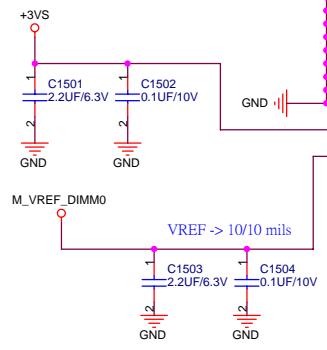 +3VS
1
C1501
2.2UF/6.3V
2
GND
1
C1502
0.1UF/10V
2
GND
GND
M_VREF_DIMM0
VREF -> 10/10 mils
1
C1503
2.2UF/6.3V
2
GND
1
C1504
0.1UF/10V
2
GND